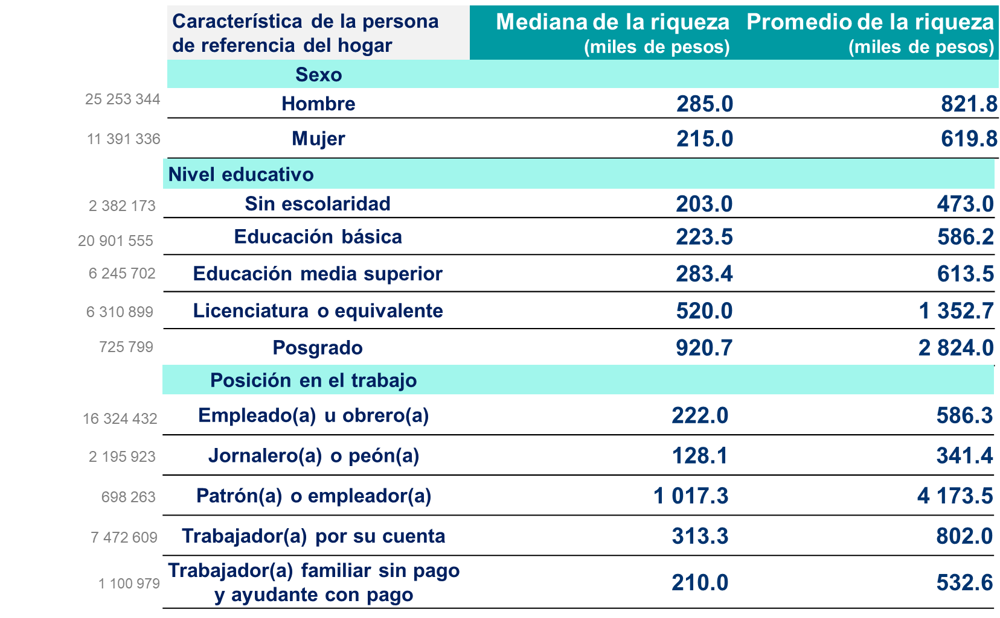 Característica de la persona de referencia del hogar Mediana de la riqueza (miles de pesos) Promedio de la riqueza (miles de pesos)
Sexo
25 253 344 Hombre 285.0 821.8
11 391 336 Mujer 215.0 619.8
Nivel educativo
2 382 173 Sin escolaridad 203.0 473.0
20 901 555 Educación básica 223.5 586.2
6 245 702 Educación media superior 283.4 613.5
6 310 899 Licenciatura o equivalente 520.0 1 352.7
725 799 Posgrado 920.7 2 824.0
Posición en el trabajo
16 324 432 Empleado(a) u obrero(a) 222.0 586.3
2 195 923 Jornalero(a) o peón(a) 128.1 341.4
698 263 Patrón(a) o empleador(a) 1 017.3 4 173.5
7 472 609 Trabajador(a) por su cuenta 313.3 802.0
1 100 979 Trabajador(a) familiar sin pago y ayudante con pago 210.0 532.6